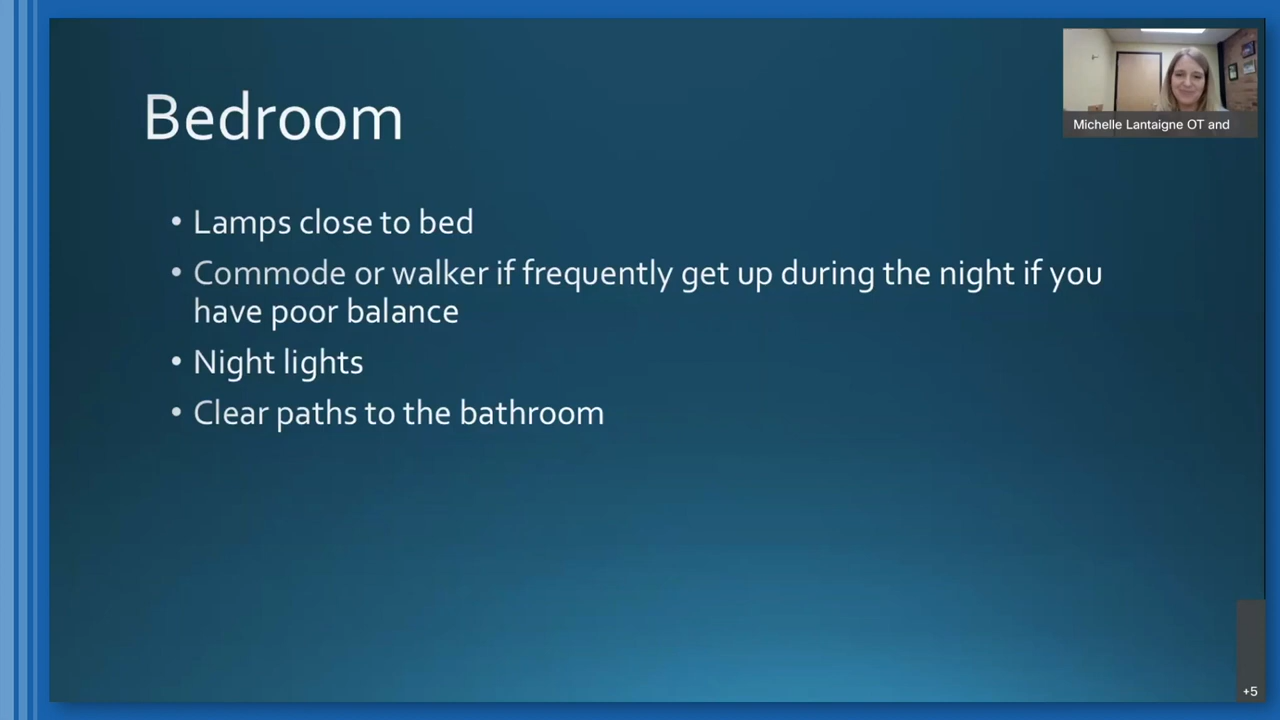 Bedroom
Michelle Lantaigne OT and
• Lamps close to bed
• Commode or walker if frequently get up during the night if you
have poor balance
• Night lights
• Clear paths to the bathroom
+5